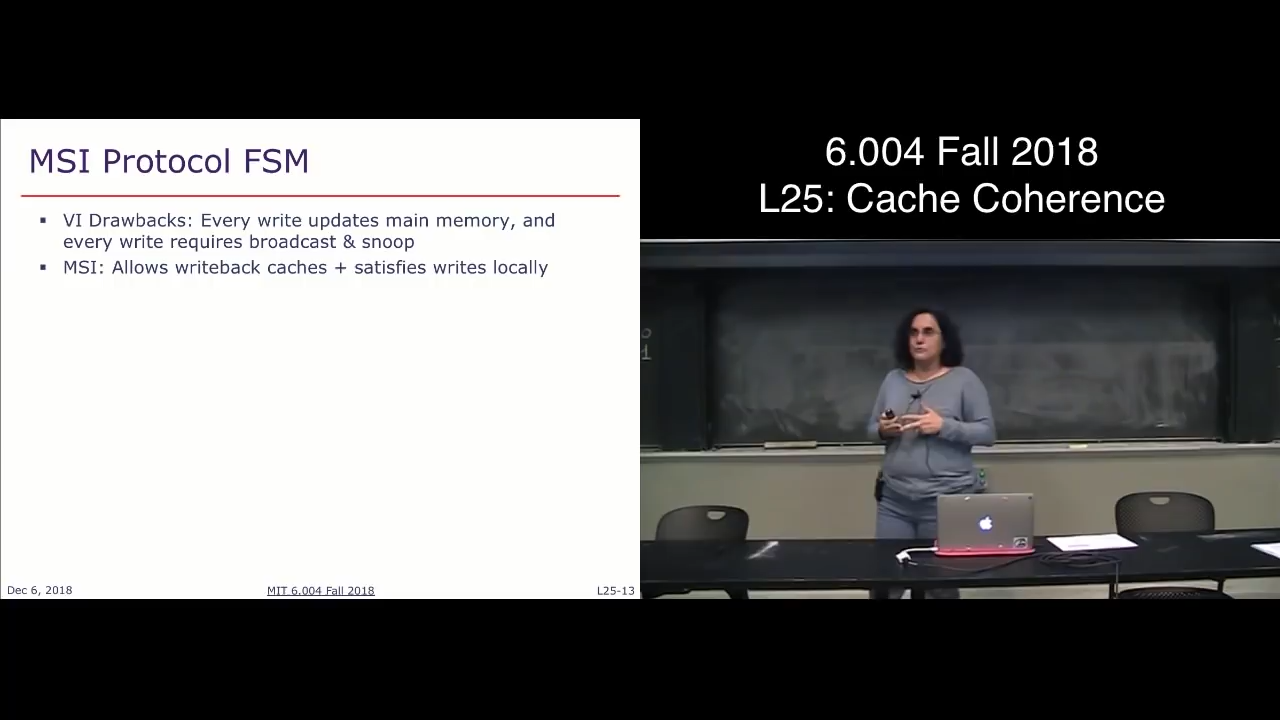 MSI Protocol FSM
▪ VI Drawbacks: Every write updates main memory, and
every write requires broadcast & snoop
▪ MSI: Allows writeback caches + satisfies writes locally
Dec 6, 2018
MIT 6.004 Fall 2018
L25-13
6.004 Fall 2018
L25: Cache Coherence